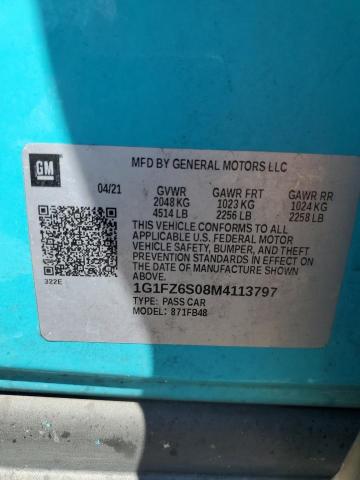 GM
MFD BY GENERAL MOTORS LLC
04/21 GVWR GAWR FRT GAWR RR
2048 KG 1023 KG 1024 KG
4514 LB 2256 LB 2258 LB
THIS VEHICLE CONFORMS TO ALL
APPLICABLE U.S. FEDERAL MOTOR
VEHICLE SAFETY, BUMPER, AND THEFT
PREVENTION STANDARDS IN EFFECT ON
THE DATE OF MANUFACTURE SHOWN
ABOVE.
322E
1G1FZ6S08M4113797
TYPE: PASS CAR
MODEL: 871FB48